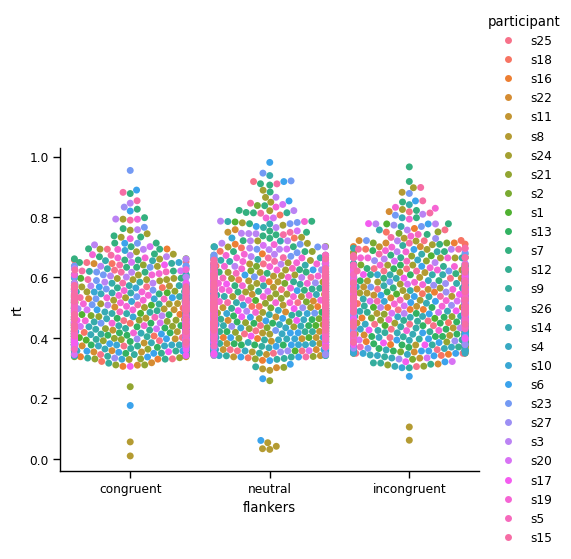 participant
s25
s18
s16
s22
s11
s8
s24
s21
s2
s1
s13
s7
s12
s9
s26
s14
s4
s10
s6
s23
s27
s3
s20
s17
s19
s5
s15
1.0
0.8
0.6
0.4
0.2
0.0
rt
congruent neutral incongruent
flankers